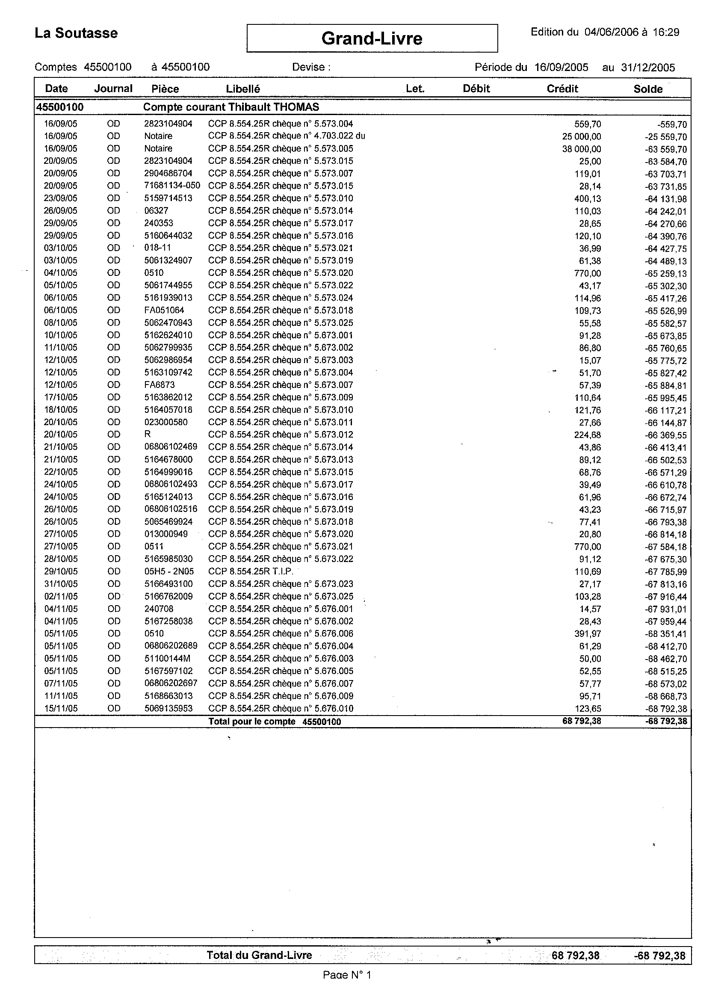 La Soutasse
Grand-Livre
Edition du 04/06/2006 à 16:29
Comptes 45500100 à 45500100 Devise : Période du 16/09/2005 au 31/12/2005
Date Journal Pièce Libellé Let. Débit Crédit Solde
45500100 Compte courant Thibault THOMAS
16/09/05 OD 2823104904 CCP 8.554.25R chèque n° 5.573.004 559,70 -559,70
16/09/05 OD Notaire CCP 8.554.25R chèque n° 4.703.022 du 25 000,00 -25 559,70
16/09/05 OD Notaire CCP 8.554.25R chèque n° 5.573.005 38 000,00 -63 559,70
20/09/05 OD 2823104904 CCP 8.554.25R chèque n° 5.573.015 25,00 -63 584,70
20/09/05 OD 2904686704 CCP 8.554.25R chèque n° 5.573.007 119,01 -63 703,71
20/09/05 OD 71681134-050 CCP 8.554.25R chèque n° 5.573.015 28,14 -63 731,85
23/09/05 OD 5159714513 CCP 8.554.25R chèque n° 5.573.010 400,13 -64 131,98
26/09/05 OD 06327 CCP 8.554.25R chèque n° 5.573.014 110,03 -64 242,01
29/09/05 OD 240353 CCP 8.554.25R chèque n° 5.573.017 28,65 -64 270,66
29/09/05 OD 5160644032 CCP 8.554.25R chèque n° 5.573.016 120,10 -64 390,76
03/10/05 OD 018-11 CCP 8.554.25R chèque n° 5.573.021 36,99 -64 427,75
03/10/05 OD 5061324907 CCP 8.554.25R chèque n° 5.573.019 61,38 -64 489,13
04/10/05 OD 0510 CCP 8.554.25R chèque n° 5.573.020 770,00 -65 259,13
05/10/05 OD 5061744955 CCP 8.554.25R chèque n° 5.573.022 43,17 -65 302,30
06/10/05 OD 5161939013 CCP 8.554.25R chèque n° 5.573.024 114,96 -65 417,26
06/10/05 OD FA051064 CCP 8.554.25R chèque n° 5.573.018 109,73 -65 526,99
08/10/05 OD 5062470943 CCP 8.554.25R chèque n° 5.573.025 55,58 -65 582,57
10/10/05 OD 5162624010 CCP 8.554.25R chèque n° 5.673.001 91,28 -65 673,85
11/10/05 OD 5062799935 CCP 8.554.25R chèque n° 5.673.002 86,80 -65 760,65
12/10/05 OD 5062986954 CCP 8.554.25R chèque n° 5.673.003 15,07 -65 775,72
12/10/05 OD 5163109742 CCP 8.554.25R chèque n° 5.673.004 51,70 -65 827,42
12/10/05 OD FA6873 CCP 8.554.25R chèque n° 5.673.007 57,39 -65 884,81
17/10/05 OD 5163862012 CCP 8.554.25R chèque n° 5.673.009 110,64 -65 995,45
18/10/05 OD 5164057018 CCP 8.554.25R chèque n° 5.673.010 121,76 -66 117,21
20/10/05 OD 023000580 CCP 8.554.25R chèque n° 5.673.011 27,66 -66 144,87
20/10/05 OD R CCP 8.554.25R chèque n° 5.673.012 224,68 -66 369,55
21/10/05 OD 06806102469 CCP 8.554.25R chèque n° 5.673.014 43,86 -66 413,41
21/10/05 OD 5164678000 CCP 8.554.25R chèque n° 5.673.013 89,12 -66 502,53
22/10/05 OD 5164999016 CCP 8.554.25R chèque n° 5.673.015 68,76 -66 571,29
24/10/05 OD 06806102493 CCP 8.554.25R chèque n° 5.673.017 39,49 -66 610,78
24/10/05 OD 5165124013 CCP 8.554.25R chèque n° 5.673.016 61,96 -66 672,74
26/10/05 OD 06806102516 CCP 8.554.25R chèque n° 5.673.019 43,23 -66 715,97
26/10/05 OD 5065469924 CCP 8.554.25R chèque n° 5.673.018 77,41 -66 793,38
27/10/05 OD 013000949 CCP 8.554.25R chèque n° 5.673.020 20,80 -66 814,18
27/10/05 OD 0511 CCP 8.554.25R chèque n° 5.673.021 770,00 -67 584,18
28/10/05 OD 5165985030 CCP 8.554.25R chèque n° 5.673.022 91,12 -67 675,30
29/10/05 OD 05H5 - 2N05 CCP 8.554.25R T.I.P. 110,69 -67 785,99
31/10/05 OD 5166493100 CCP 8.554.25R chèque n° 5.673.023 27,17 -67 813,16
02/11/05 OD 5166762009 CCP 8.554.25R chèque n° 5.673.025 103,28 -67 916,44
04/11/05 OD 240708 CCP 8.554.25R chèque n° 5.676.001 14,57 -67 931,01
04/11/05 OD 5167258038 CCP 8.554.25R chèque n° 5.676.002 28,43 -67 959,44
05/11/05 OD 0510 CCP 8.554.25R chèque n° 5.676.006 391,97 -68 351,41
05/11/05 OD 06806202689 CCP 8.554.25R chèque n° 5.676.004 61,29 -68 412,70
05/11/05 OD 51100144M CCP 8.554.25R chèque n° 5.676.003 50,00 -68 462,70
05/11/05 OD 5167597102 CCP 8.554.25R chèque n° 5.676.005 52,55 -68 515,25
07/11/05 OD 06806202697 CCP 8.554.25R chèque n° 5.676.007 57,77 -68 573,02
11/11/05 OD 5168663013 CCP 8.554.25R chèque n° 5.676.009 95,71 -68 668,73
15/11/05 OD 5069135953 CCP 8.554.25R chèque n° 5.676.010 123,65 -68 792,38
Total pour le compte 45500100 68 792,38 -68 792,38
Total du Grand-Livre 68 792,38 -68 792,38
Page N° 1